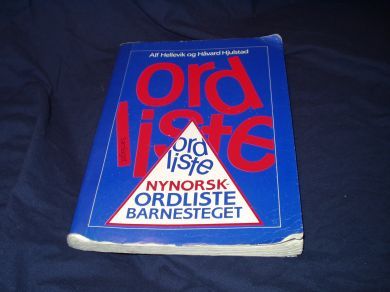 Alf Hellevik og Håvard Hjulstad
ord
liste
ord
liste
NYNORSK-
ORDLISTE
BARNESTEGET